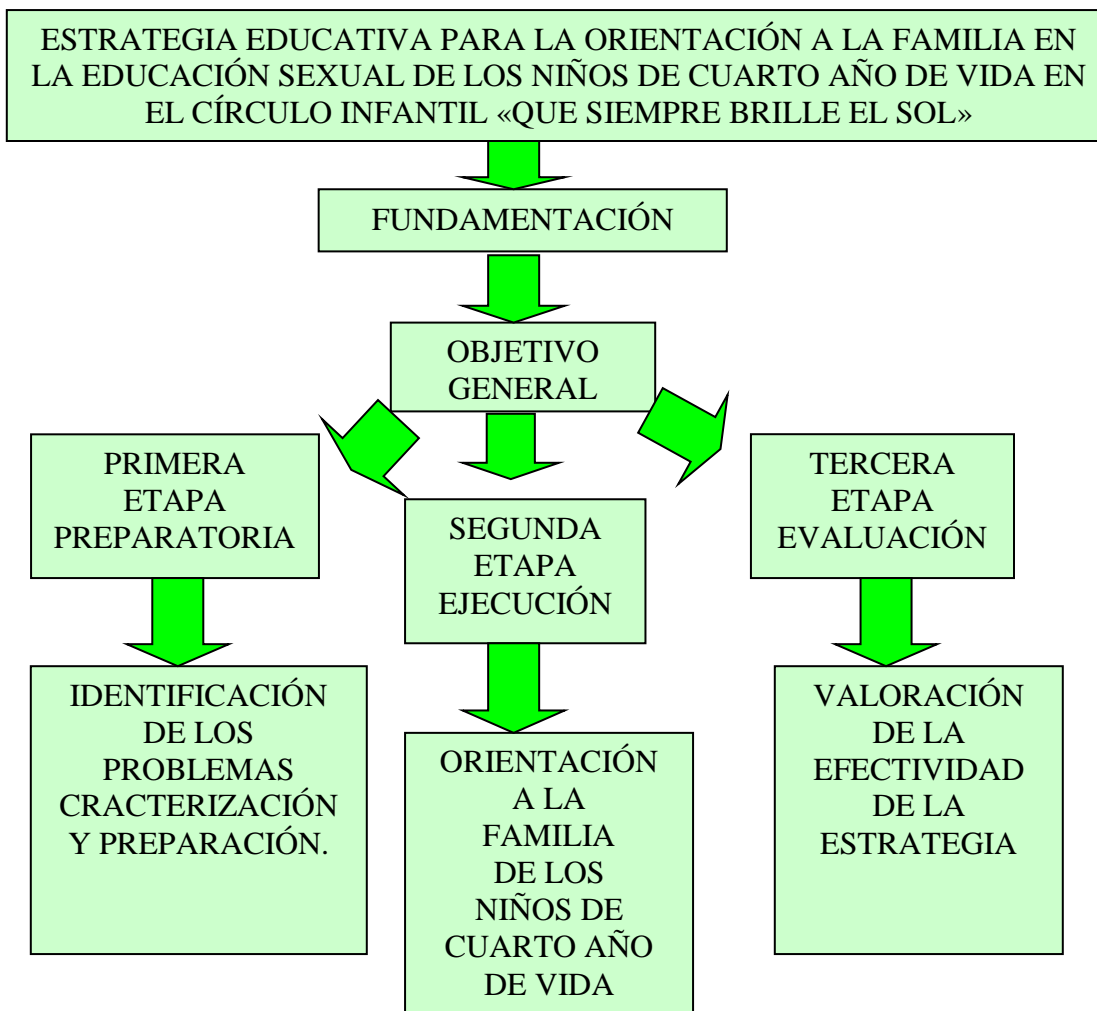 ESTRATEGIA EDUCATIVA PARA LA ORIENTACIÓN A LA FAMILIA EN
LA EDUCACIÓN SEXUAL DE LOS NIÑOS DE CUARTO AÑO DE VIDA EN
EL CÍRCULO INFANTIL «QUE SIEMPRE BRILLE EL SOL»
FUNDAMENTACIÓN
OBJETIVO
GENERAL
PRIMERA
ETAPA
PREPARATORIA
SEGUNDA
ETAPA
EJECUCIÓN
TERCERA
ETAPA
EVALUACIÓN
IDENTIFICACIÓN
DE LOS
PROBLEMAS
CRACTERIZACIÓN
Y PREPARACIÓN.
ORIENTACIÓN
A LA
FAMILIA
DE LOS
NIÑOS DE
CUARTO AÑO
DE VIDA
VALORACIÓN
DE LA
EFECTIVIDAD
DE LA
ESTRATEGIA